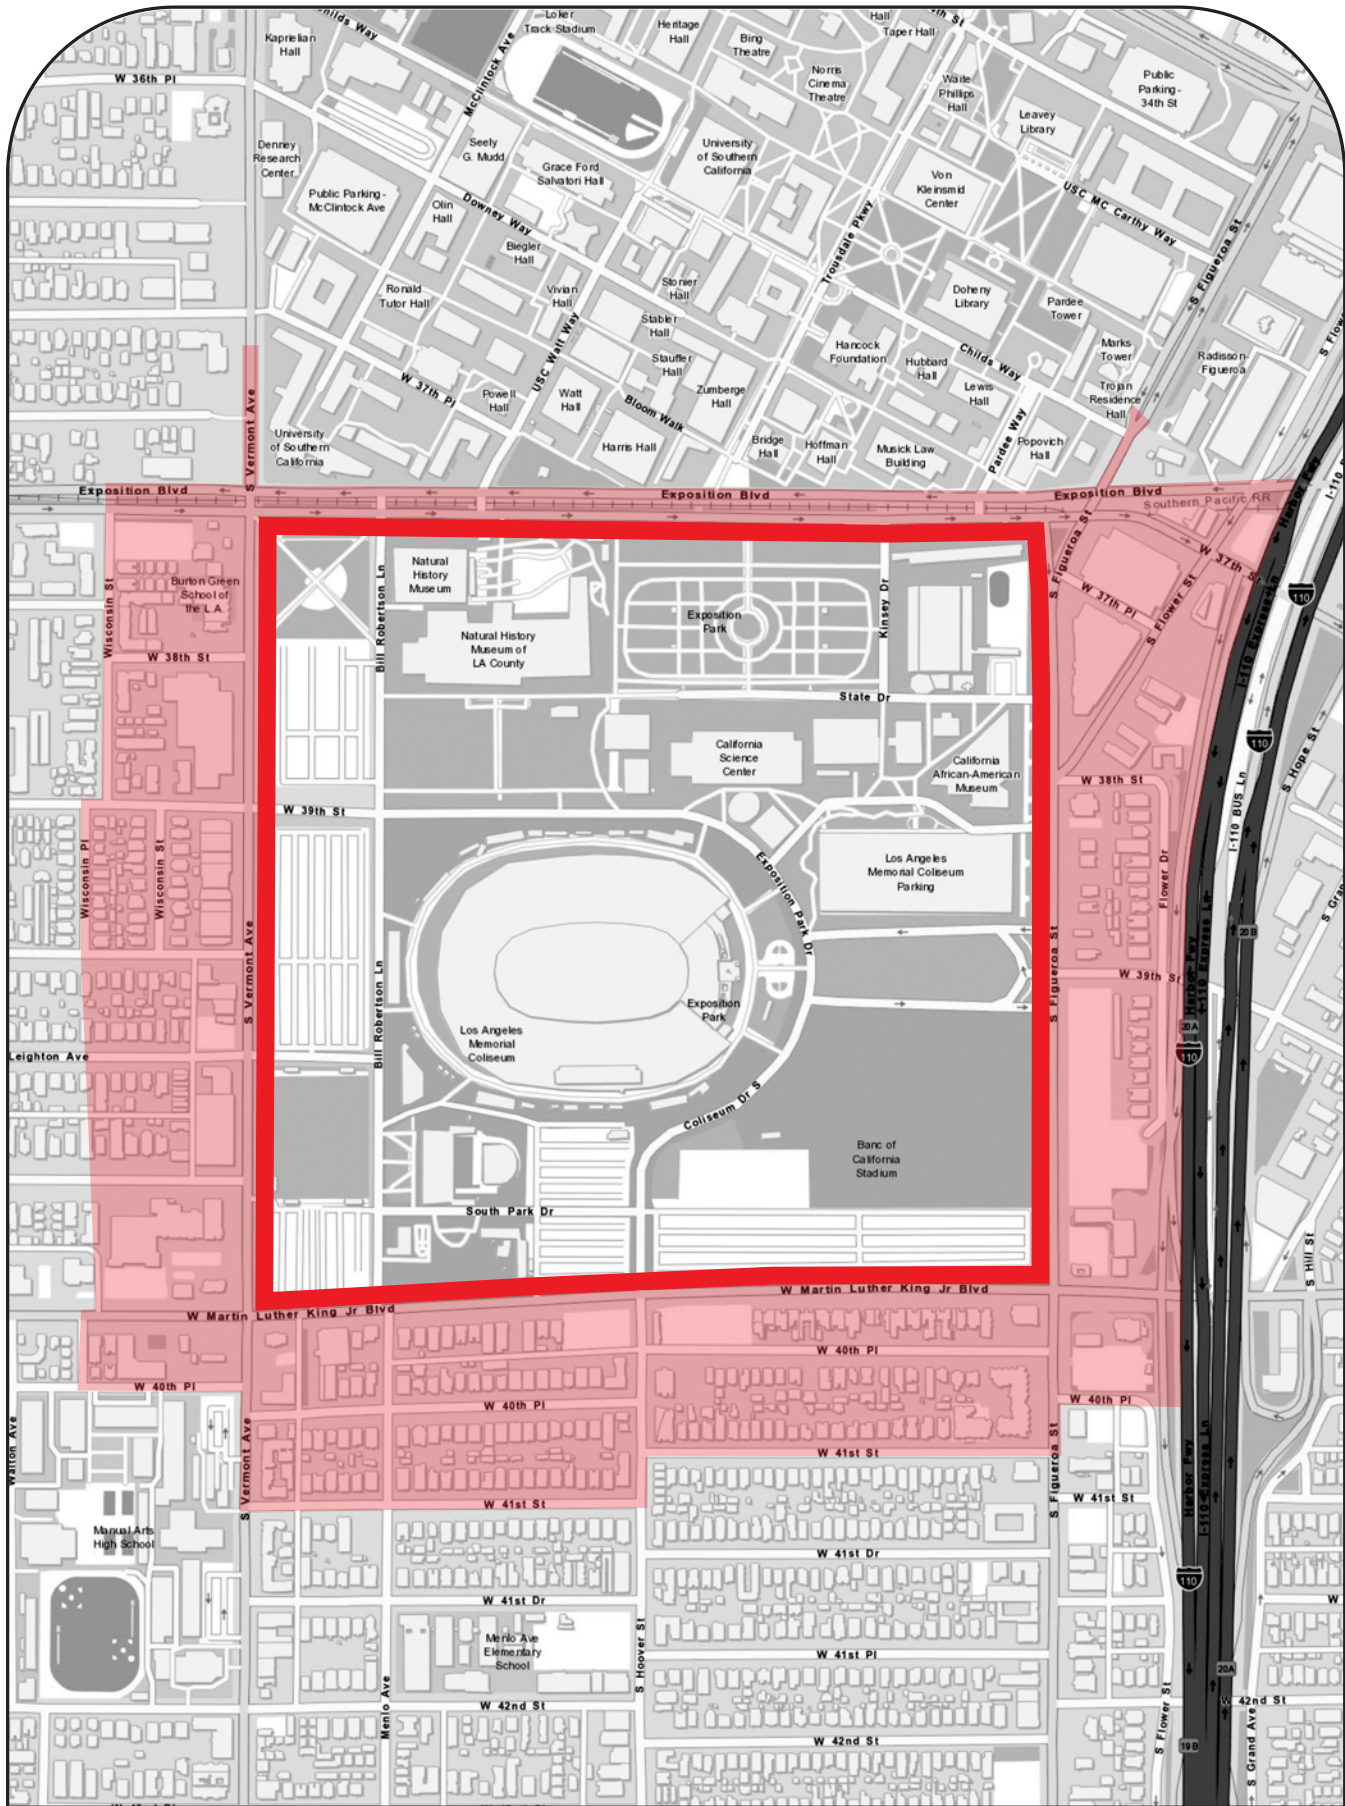 Childs Way
Loker
Track Stadium
Heritage
Hall
Bing
Theatre
Hall
Taper Hall
Kaprielian
Hall
McClintock Ave
W 36th Pl
Norris
Cinema
Theatre
Waite
Phillips
Hall
Public
Parking-
34th St
Leavey
Library
Denney
Research
Center
Seely
G. Mudd
Grace Ford
Salvatori Hall
University
of Southern
California
Von
Kleinsmid
Center
USC MC Carthy Way
Public Parking-
McClintock Ave
Olin
Hall
Downey Way
Biegler
Hall
Trousdale Pkwy
S Figueroa St
Ronald
Tutor Hall
Vivian
Hall
Stonier
Hall
Doheny
Library
Pardee
Tower
Stabler
Hall
USC Watt Way
Hancock
Foundation
Childs Way
Marks
Tower
Radisson-
Figueroa
Stauffer
Hall
Hubbard
Hall
W 37th Pl
Powell
Hall
Watt
Hall
Zumberge
Hall
Lewis
Hall
Trojan
Residence
Hall
Bloom Walk
S Vermont Ave
University
of Southern
California
Harris Hall
Bridge
Hall
Hoffman
Hall
Musick Law
Building
Pardee Way
Popovich
Hall
Exposition Blvd
Exposition Blvd
Exposition Blvd
Southern Pacific RR
Harbor Fwy
S Figueroa St
W 37th St
W 37th Pl
S Flower St
Burton Green
School of
the L.A.
Wisconsin St
W 38th St
Bill Robertson Ln
Natural
History
Museum
Natural History
Museum of
LA County
Exposition
Park
Kinsey Dr
State Dr
110
I-110 Express Ln
110
S Hope St
California
Science
Center
California
African-American
Museum
W 38th St
W 39th St
I-110 BUS Ln
Wisconsin Pl
Wisconsin St
Exposition Park Dr
Los Angeles
Memorial Coliseum
Parking
Flower Dr
S Vermont Ave
Bill Robertson Ln
S Figueroa St
20B
W 39th St
Harbor Fwy
I-110 Express Ln
20A
110
Exposition
Park
Los Angeles
Memorial
Coliseum
Leighton Ave
Coliseum Dr S
Banc of
California
Stadium
South Park Dr
S Hill St
W Martin Luther King Jr Blvd
W Martin Luther King Jr Blvd
W 40th Pl
W 40th Pl
W 40th Pl
W 40th Pl
Walton Ave
S Vermont Ave
W 41st St
S Figueroa St
W 41st St
W 41st St
Harbor Fwy
I-110 Express Ln
Manual Arts
High School
W 41st Dr
110
W 41st Dr
Menlo Ave
Elementary
School
S Hoover St
W 41st Pl
20A
Menlo Ave
W 42nd St
W 42nd St
W 42nd St
S Flower St
19B
S Grand Ave